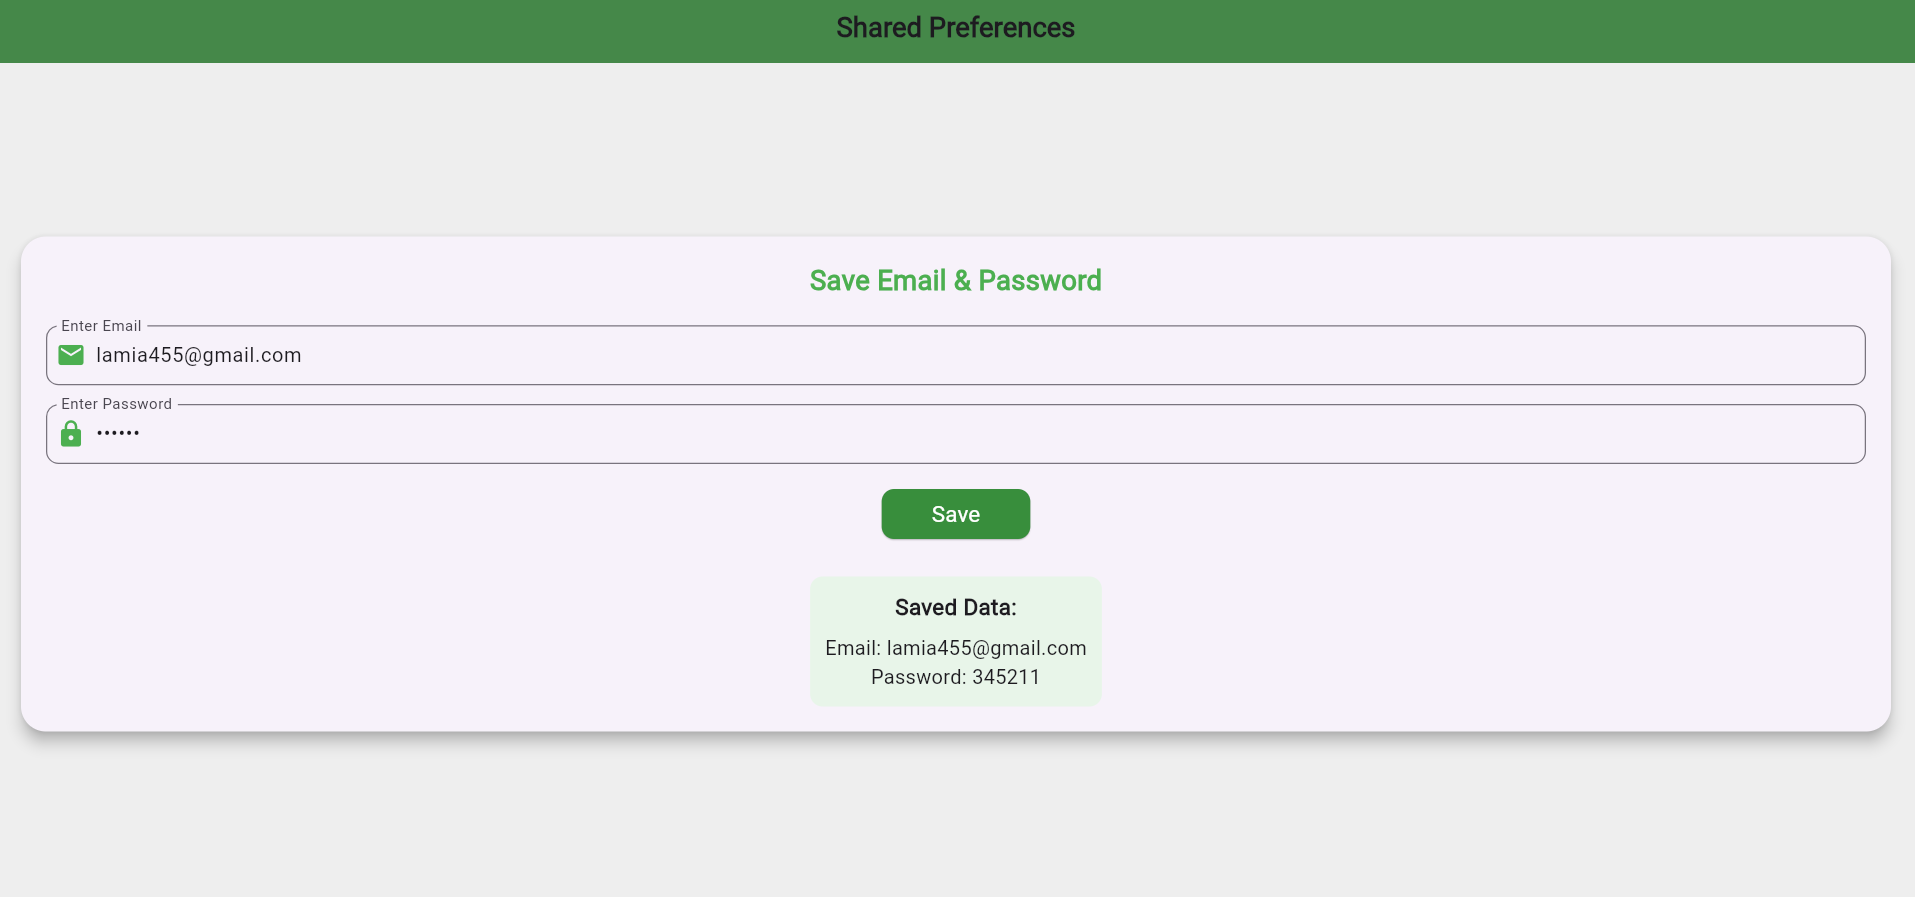 Shared Preferences
Save Email & Password
Enter Email
lamia455@gmail.com
Enter Password
••••••
Save
Saved Data:
Email: lamia455@gmail.com
Password: 345211